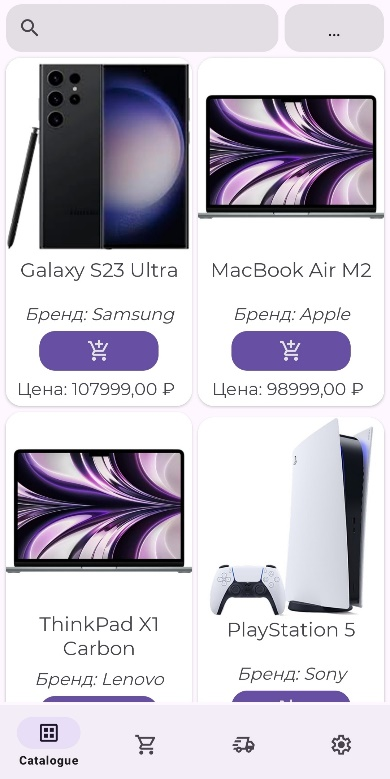 ...
Galaxy S23 Ultra
MacBook Air M2
Бренд: Samsung
Бренд: Apple
Цена: 107999,00 ₽
Цена: 98999,00 ₽
ThinkPad X1
Carbon
PlayStation 5
Бренд: Lenovo
Бренд: Sony
Catalogue